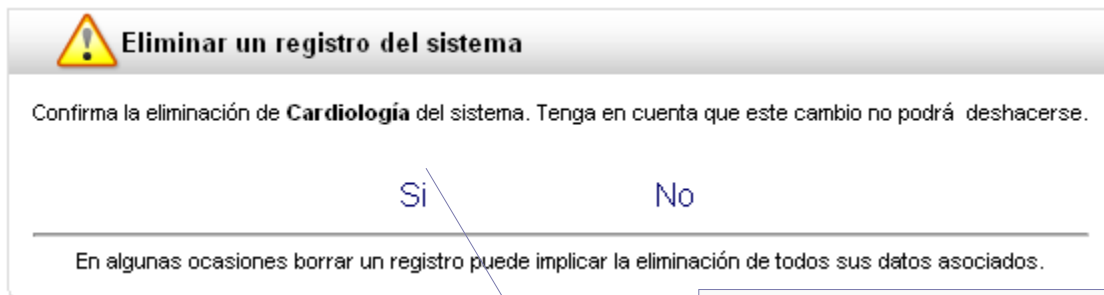 Eliminar un registro del sistema
Confirma la eliminación de Cardiología del sistema. Tenga en cuenta que este cambio no podrá deshacerse.
Si No
En algunas ocasiones borrar un registro puede implicar la eliminación de todos sus datos asociados.